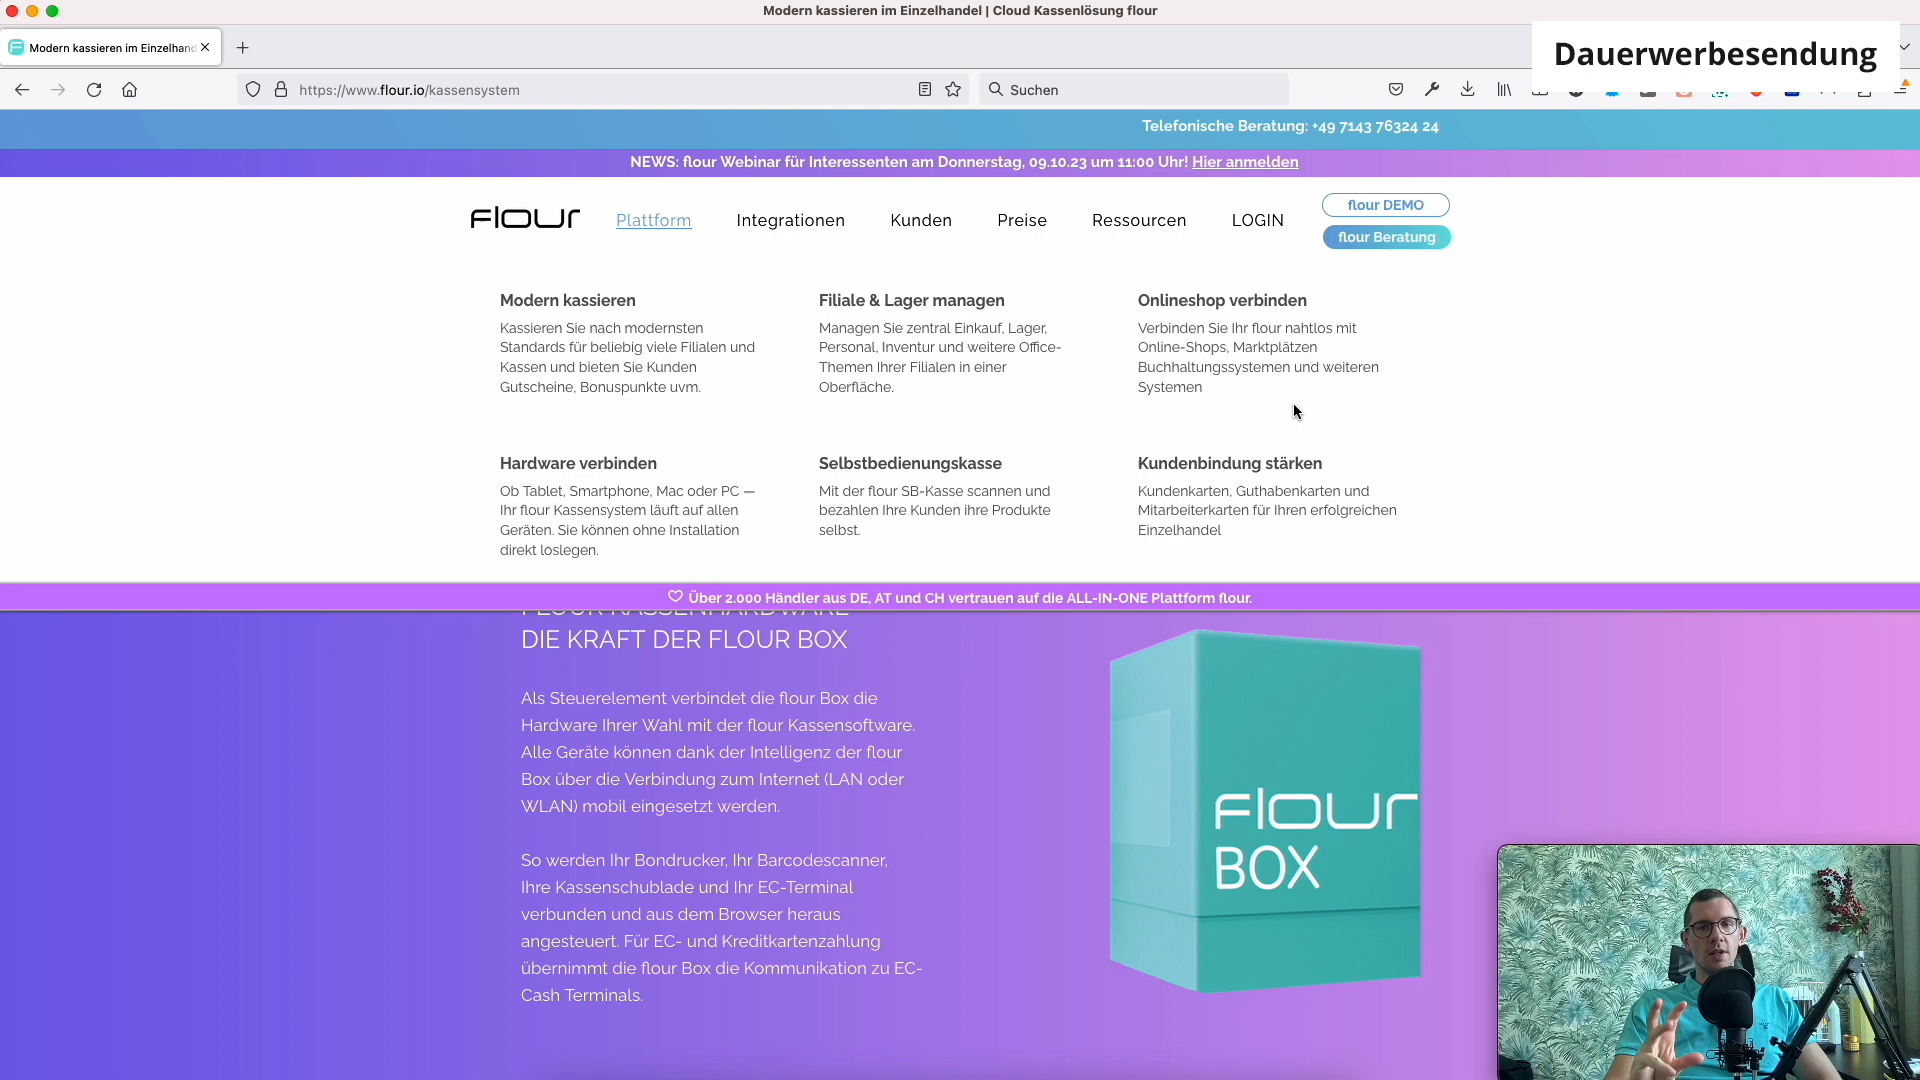 Modern kassieren im Einzelhandel | Cloud Kassenlösung flour
Modern kassieren im Einzelhand
Dauerwerbesendung
https://www.flour.io/kassensystem
Suchen
Telefonische Beratung: +49 7143 76324 24
NEWS: flour Webinar für Interessenten am Donnerstag, 09.10.23 um 11:00 Uhr! Hier anmelden
flour
Plattform
Integrationen
Kunden
Preise
Ressourcen
LOGIN
flour DEMO
flour Beratung
Modern kassieren
Kassieren Sie nach modernsten
Standards für beliebig viele Filialen und
Kassen und bieten Sie Kunden
Gutscheine, Bonuspunkte uvm.
Filiale & Lager managen
Managen Sie zentral Einkauf, Lager,
Personal, Inventur und weitere Office-
Themen Ihrer Filialen in einer
Oberfläche.
Onlineshop verbinden
Verbinden Sie Ihr flour nahtlos mit
Online-Shops, Marktplätzen
Buchhaltungssystemen und weiteren
Systemen
Hardware verbinden
Ob Tablet, Smartphone, Mac oder PC —
Ihr flour Kassensystem läuft auf allen
Geräten. Sie können ohne Installation
direkt loslegen.
Selbstbedienungskasse
Mit der flour SB-Kasse scannen und
bezahlen Ihre Kunden ihre Produkte
selbst.
Kundenbindung stärken
Kundenkarten, Guthabenkarten und
Mitarbeiterkarten für Ihren erfolgreichen
Einzelhandel
Über 2.000 Händler aus DE, AT und CH vertrauen auf die ALL-IN-ONE Plattform flour.
FLOUR KASSENHARDWARE
DIE KRAFT DER FLOUR BOX
Als Steuerelement verbindet die flour Box die
Hardware Ihrer Wahl mit der flour Kassensoftware.
Alle Geräte können dank der Intelligenz der flour
Box über die Verbindung zum Internet (LAN oder
WLAN) mobil eingesetzt werden.
So werden Ihr Bondrucker, Ihr Barcodescanner,
Ihre Kassenschublade und Ihr EC-Terminal
verbunden und aus dem Browser heraus
angesteuert. Für EC- und Kreditkartenzahlung
übernimmt die flour Box die Kommunikation zu EC-
Cash Terminals.
flour
BOX